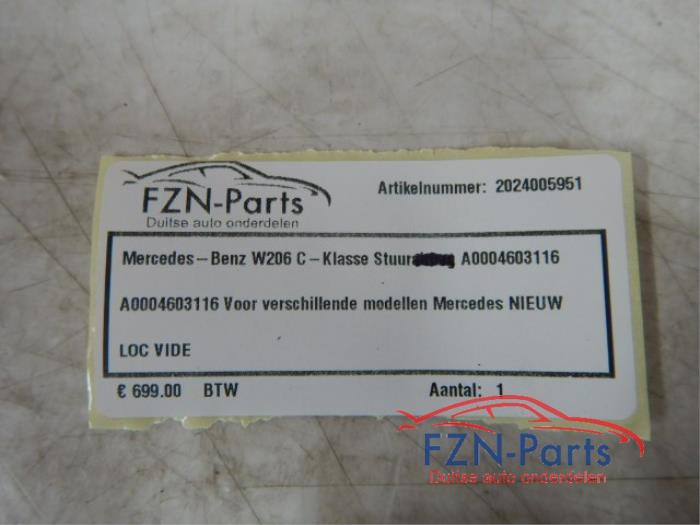 FZN-Parts
Duitse auto onderdelen
Artikelnummer: 2024005951
Mercedes-Benz W206 C-Klasse Stuur A0004603116
A0004603116 Voor verschillende modellen Mercedes NIEUW
LOC VIDE
€ 699.00 BTW Aantal: 1
FZN-Parts
Duitse auto onderdelen